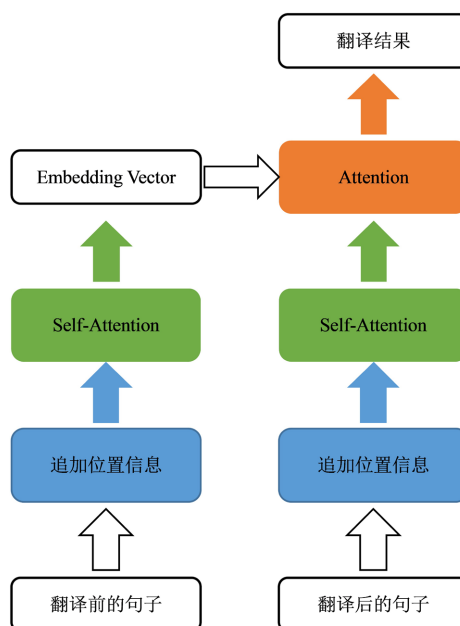 翻译结果
Embedding Vector
Attention
Self-Attention
Self-Attention
追加位置信息
追加位置信息
翻译前的句子
翻译后的句子